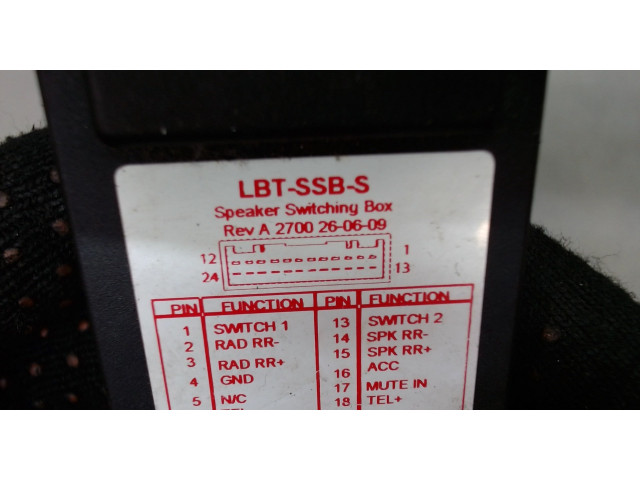 LBT-SSB-S
Speaker Switching Box
Rev A 2700 26-06-09
12 1
24 13
PIN FUNCTION PIN FUNCTION
1 SWITCH 1 13 SWITCH 2
2 RAD RR- 14 SPK RR-
3 RAD RR+ 15 SPK RR+
4 GND 16 ACC
5 N/C 17 MUTE IN
18 TEL+